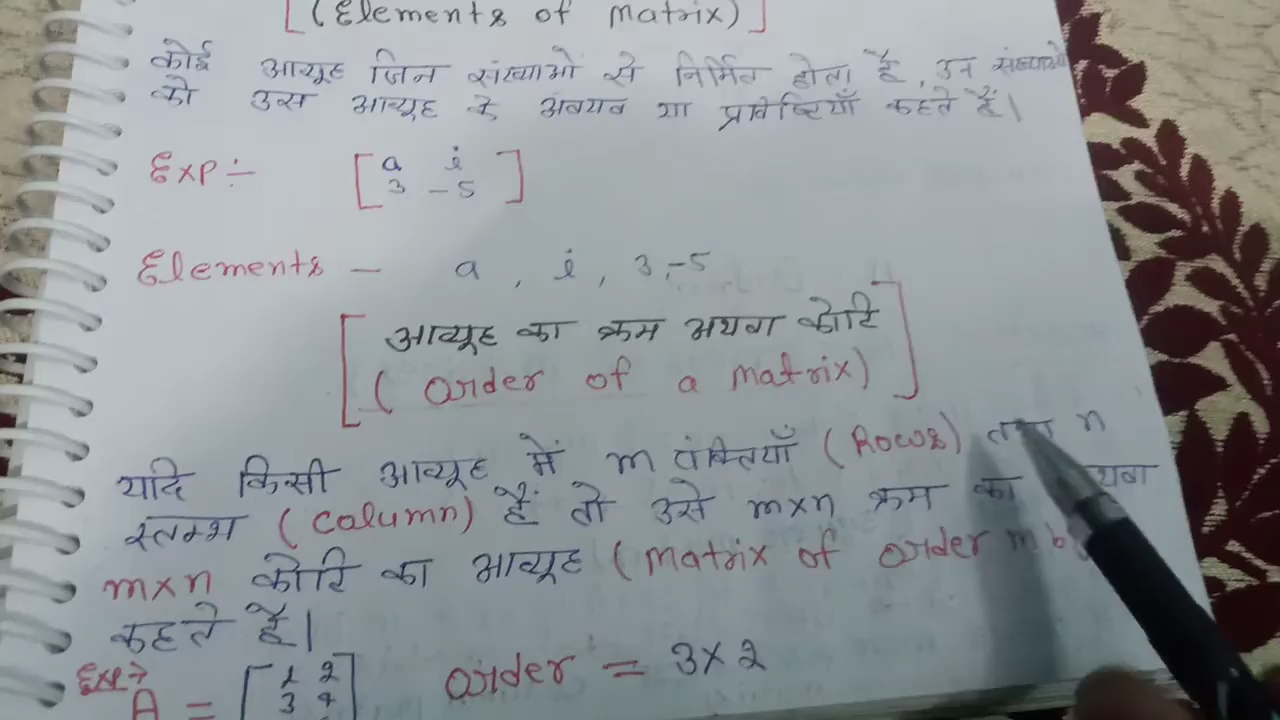 [(Elements of matrix)]
कोई आव्यूह जिन संख्याओं से निर्मित होता है, उन संख्याओं
को उस आव्यूह के अवयव या प्रविष्टियाँ कहते हैं।
Exp÷ [a i
3 -5]
Elements - a, i, 3,-5
[आव्यूह का क्रम अथवा कोटि
(Order of a matrix)]
यदि किसी आव्यूह में m पंक्तियाँ (Rows) तथा n
स्तम्भ (column) हैं तो उसे m×n क्रम का
m×n कोटि का आव्यूह (matrix of order m b
कहते हैं।
Exp→
A = [1 2
3 4] order = 3×2